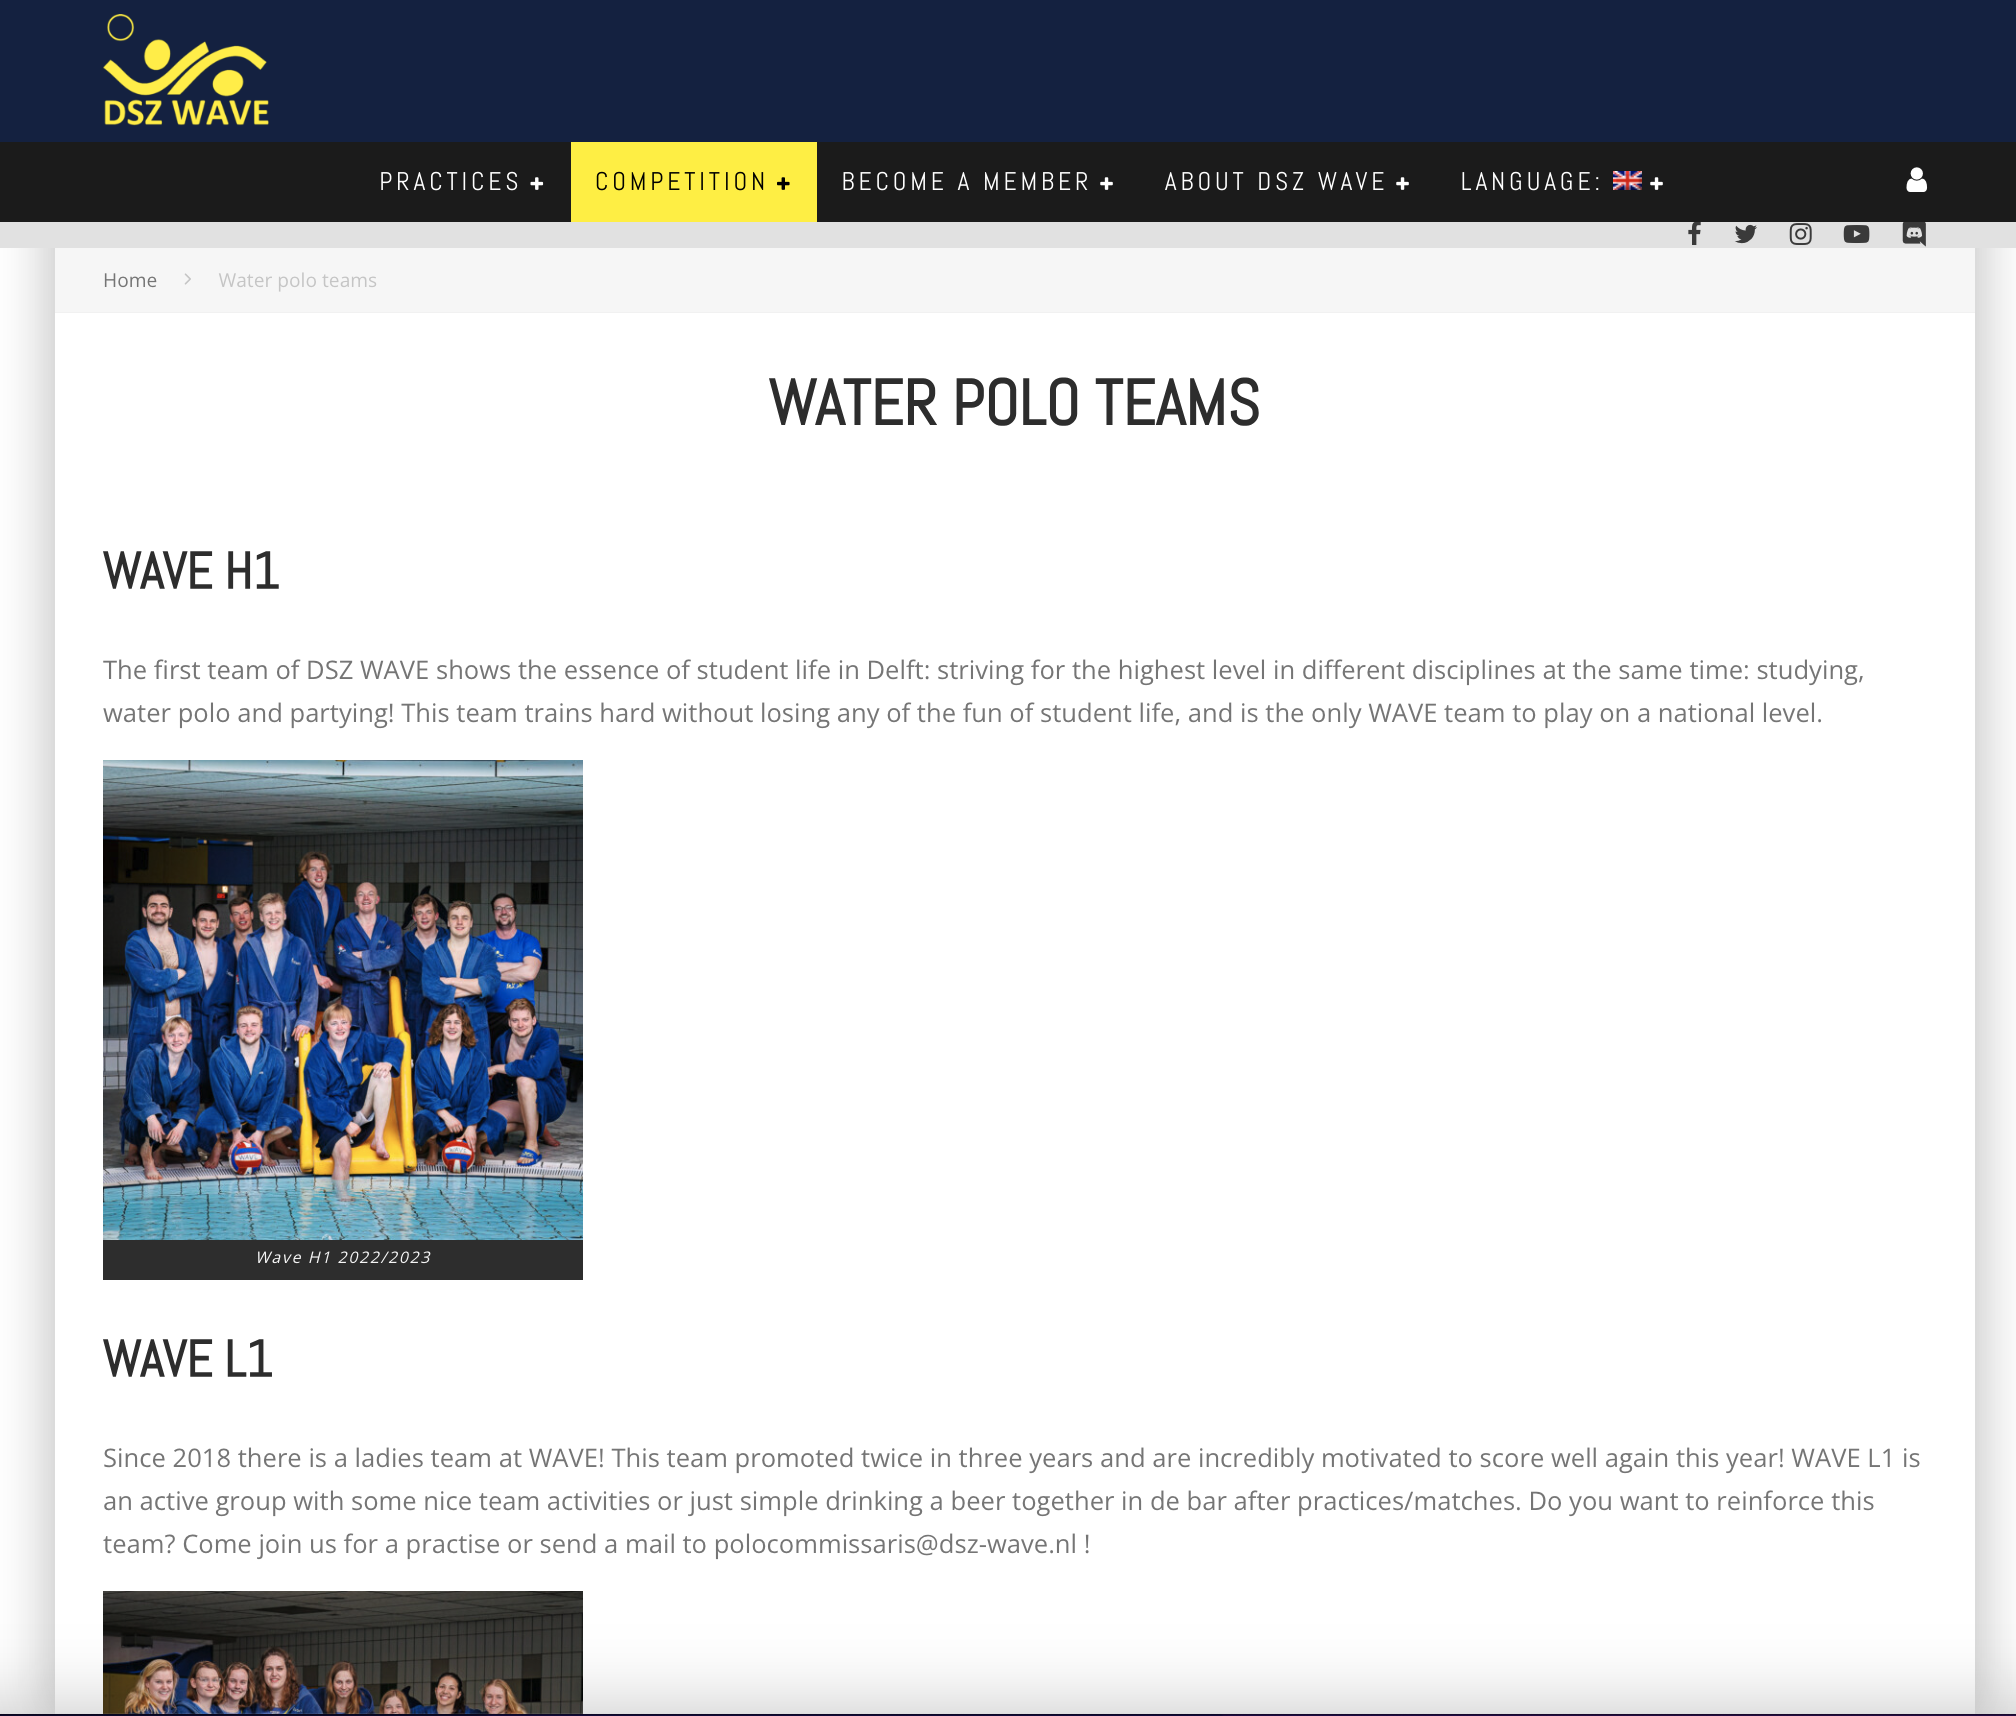 DSZ WAVE
PRACTICES
COMPETITION
BECOME A MEMBER
ABOUT DSZ WAVE
LANGUAGE:
Home
Water polo teams
WATER POLO TEAMS
WAVE H1
The first team of DSZ WAVE shows the essence of student life in Delft: striving for the highest level in different disciplines at the same time: studying,
water polo and partying! This team trains hard without losing any of the fun of student life, and is the only WAVE team to play on a national level.
WAVE
Wave H1 2022/2023
WAVE L1
Since 2018 there is a ladies team at WAVE! This team promoted twice in three years and are incredibly motivated to score well again this year! WAVE L1 is
an active group with some nice team activities or just simple drinking a beer together in de bar after practices/matches. Do you want to reinforce this
team? Come join us for a practise or send a mail to polocommissaris@dsz-wave.nl !